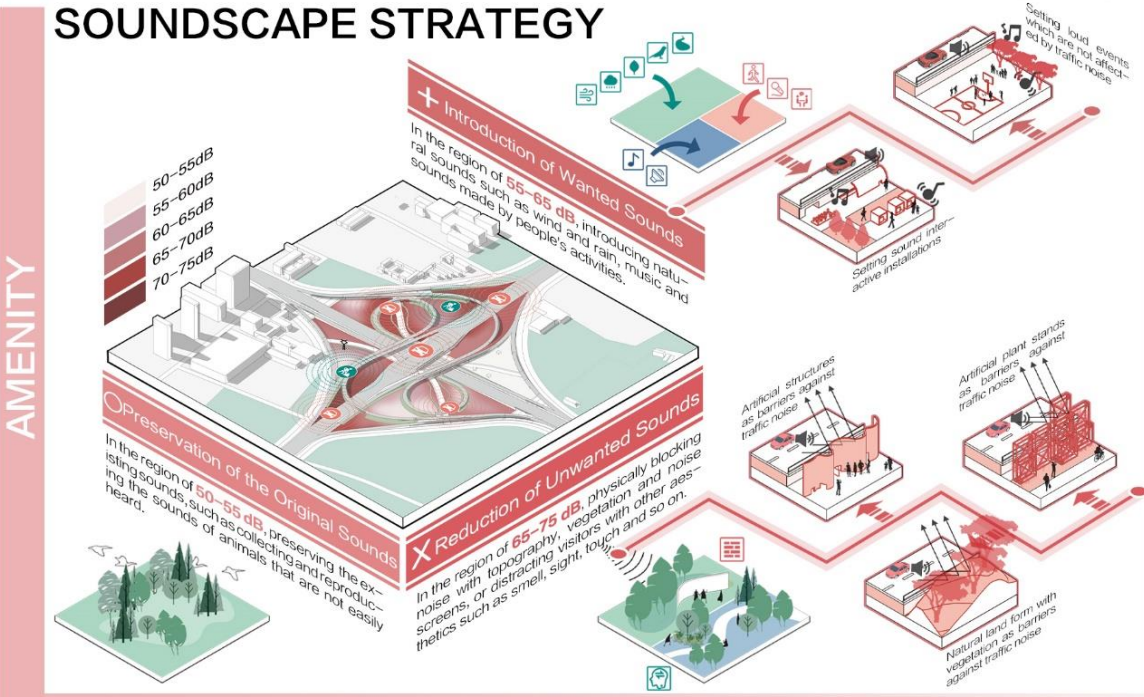 SOUNDSCAPE STRATEGY
AMENITY
50–55dB
55–60dB
60–65dB
65–70dB
70–75dB
+ Introduction of Wanted Sounds
In the region of 55–65 dB, introducing natu-
ral sounds such as wind and rain, music and
sounds made by people's activities.
Setting loud events
which are not affect-
ed by traffic noise
Setting sound inter-
active installations
○Preservation of the Original Sounds
In the region of 50–55 dB, preserving the ex-
isting sounds, such as collecting and reproduc-
ing the sounds of animals that are not easily
heard.
X Reduction of Unwanted Sounds
In the region of 65–75 dB, physically blocking
noise with topography, vegetation and noise
screens, or distracting visitors with other aes-
thetics such as smell, sight, touch and so on.
Artificial structures
as barriers against
traffic noise
Artificial plant stands
as barriers against
traffic noise
Natural land form with
vegetation as barriers
against traffic noise